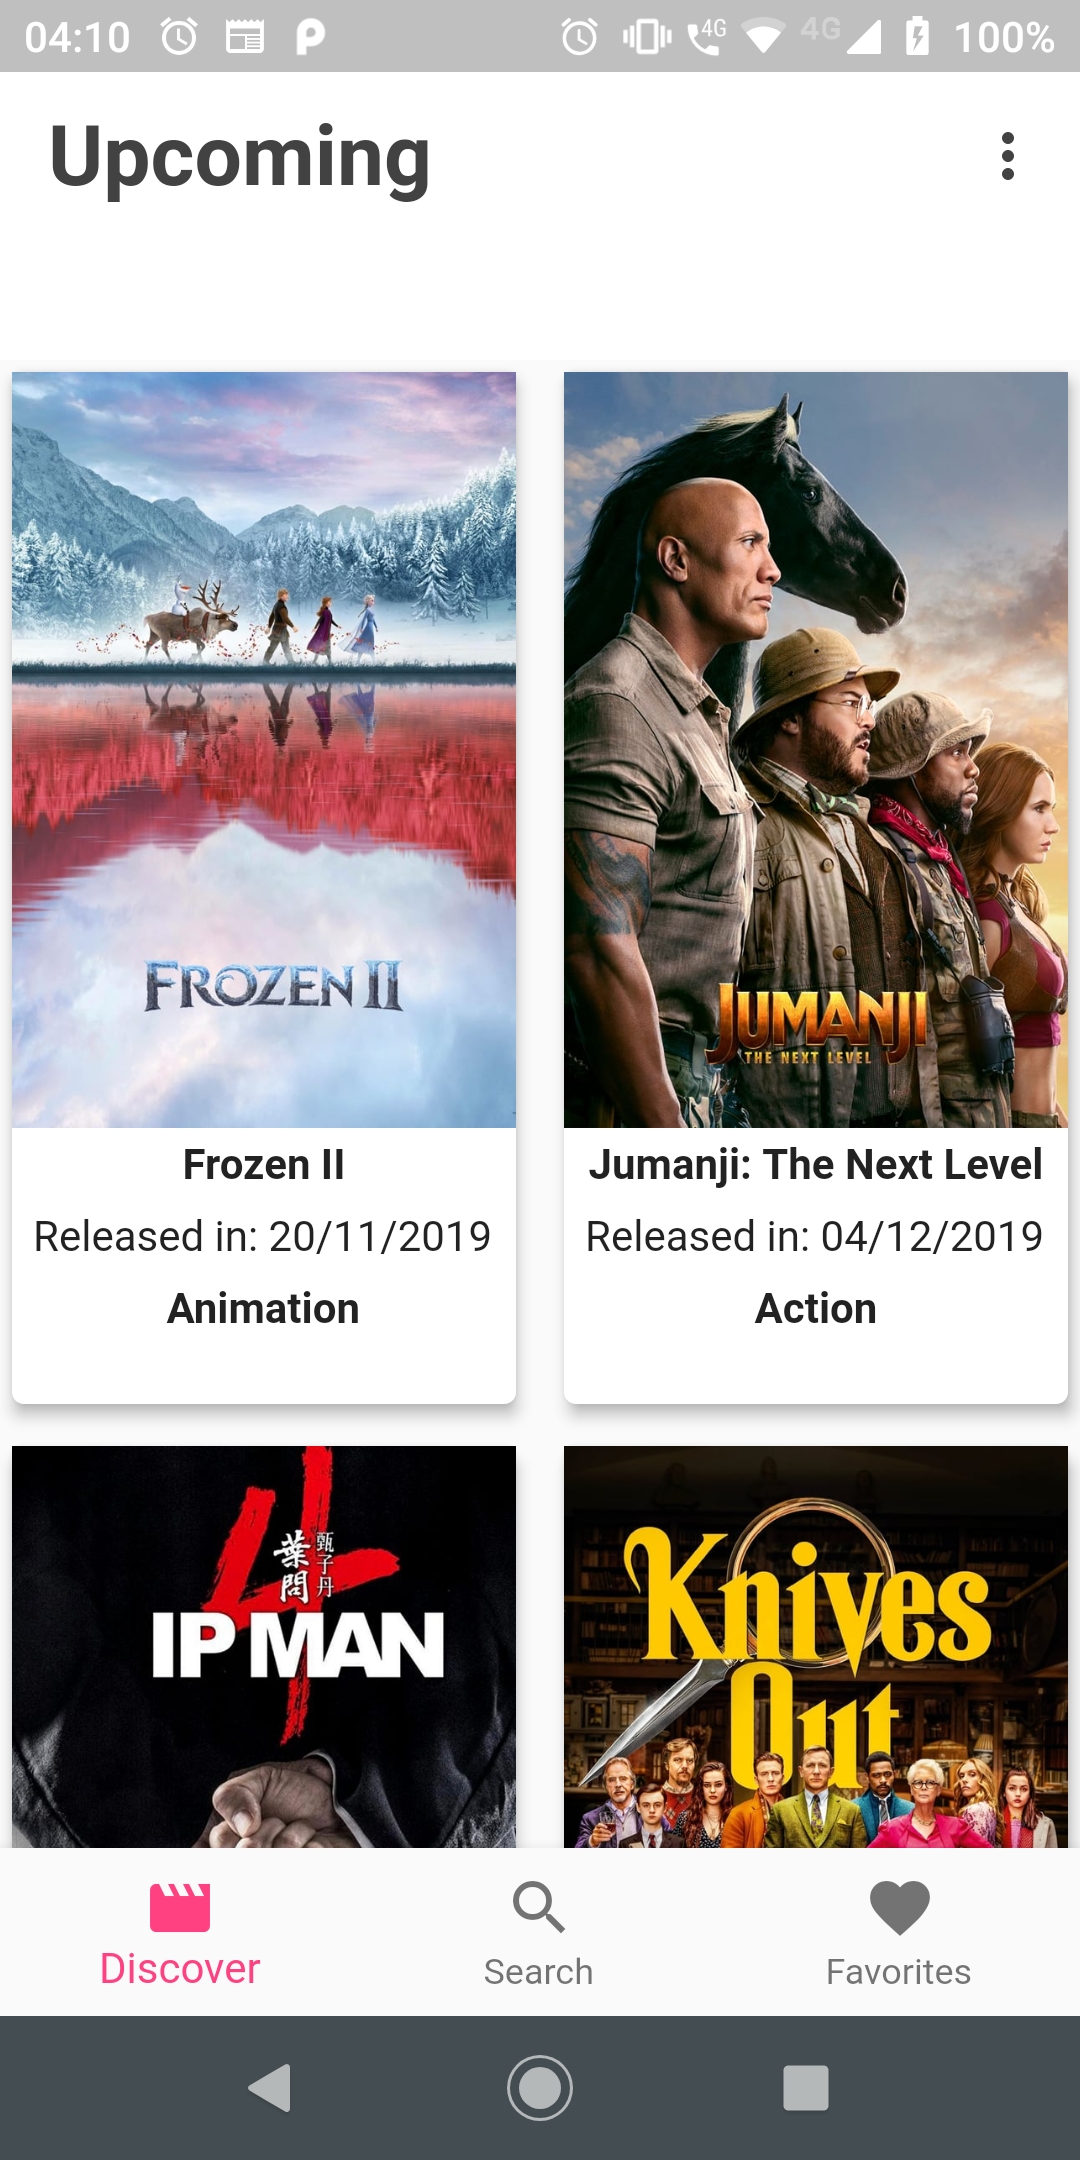 04:10
4G
4G
100%
Upcoming
FROZEN II
JUMANJI
THE NEXT LEVEL
Frozen II
Released in: 20/11/2019
Animation
Jumanji: The Next Level
Released in: 04/12/2019
Action
4
葉問
甄子丹
IP MAN
Knives
Out
Discover
Search
Favorites